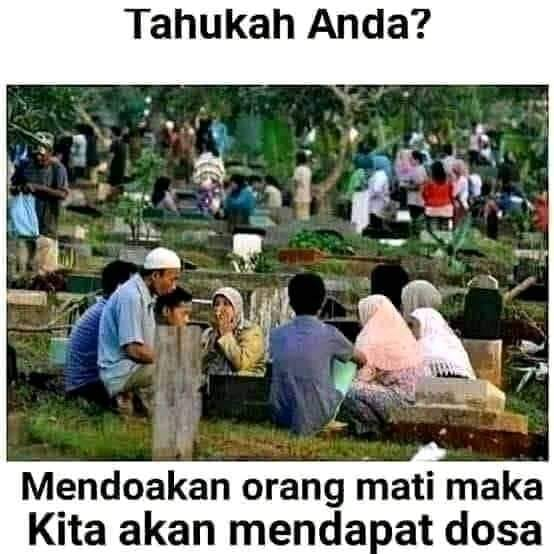 Tahukah Anda?
Mendoakan orang mati maka
Kita akan mendapat dosa